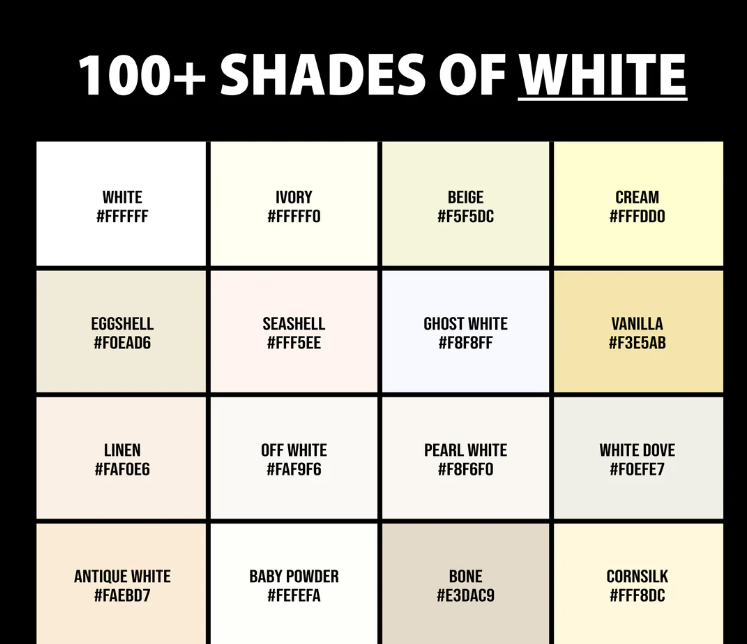 100+ SHADES OF WHITE
WHITE
#FFFFFF
IVORY
#FFFFF0
BEIGE
#F5F5DC
CREAM
#FFFDD0
EGGSHELL
#F0EAD6
SEASHELL
#FFF5EE
GHOST WHITE
#F8F8FF
VANILLA
#F3E5AB
LINEN
#FAF0E6
OFF WHITE
#FAF9F6
PEARL WHITE
#F8F6F0
WHITE DOVE
#F0EFE7
ANTIQUE WHITE
#FAEBD7
BABY POWDER
#FEFEFA
BONE
#E3DAC9
CORNSILK
#FFF8DC